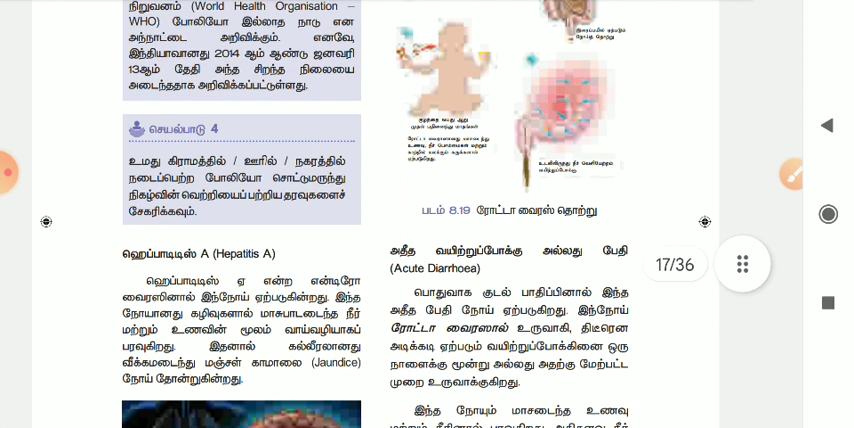 நிறுவனம் (World Health Organisation –
WHO) போலியோ இல்லாத நாடு என
அந்நாட்டை அறிவிக்கும். எனவே,
இந்தியாவானது 2014 ஆம் ஆண்டு ஜனவரி
13ஆம் தேதி அந்த சிறந்த நிலையை
அடைந்ததாக அறிவிக்கப்பட்டுள்ளது.
செயல்பாடு 4
உமது கிராமத்தில் / ஊரில் / நகரத்தில்
நடைப்பெற்ற போலியோ சொட்டுமருந்து
நிகழ்வின் வெற்றியைப் பற்றிய தரவுகளைச்
சேகரிக்கவும்.
ஹெப்பாடிடிஸ் A (Hepatitis A)
ஹெப்பாடிடிஸ் ஏ என்ற என்டிரோ
வைரஸினால் இந்நோய் ஏற்படுகின்றது. இந்த
நோயானது கழிவுகளால் மாசுபாடடைந்த நீர்
மற்றும் உணவின் மூலம் வாய்வழியாகப்
பரவுகிறது. இதனால் கல்லீரலானது
வீக்கமடைந்து மஞ்சள் காமாலை (Jaundice)
நோய் தோன்றுகின்றது.
படம் 8.19 ரோட்டா வைரஸ் தொற்று
அதீத வயிற்றுப்போக்கு அல்லது பேதி
(Acute Diarrhoea)
பொதுவாக குடல் பாதிப்பினால் இந்த
அதீத பேதி நோய் ஏற்படுகிறது. இந்நோய்
ரோட்டா வைரஸால் உருவாகி, திடீரென
அடிக்கடி ஏற்படும் வயிற்றுப்போக்கினை ஒரு
நாளைக்கு மூன்று அல்லது அதற்கு மேற்பட்ட
முறை உருவாக்குகிறது.
இந்த நோயும் மாசடைந்த உணவு
17/36